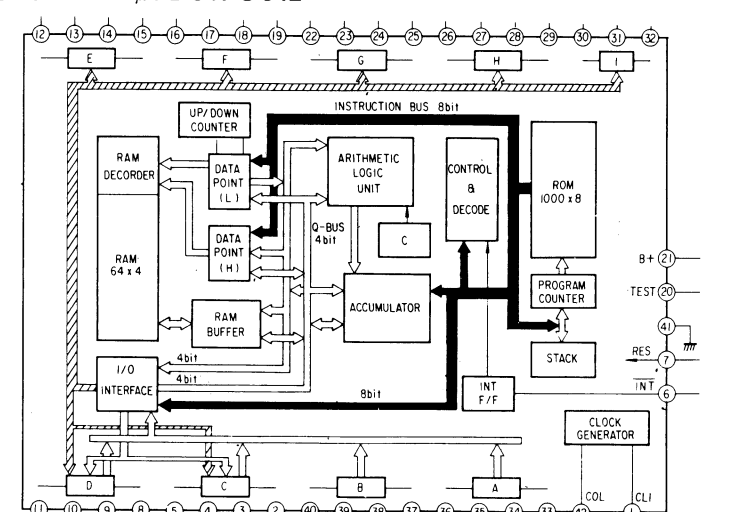 12 13 14 15 16 17 18 19 22 23 24 25 26 27 28 29 30 31 32
E F G H I
INSTRUCTION BUS 8bit
UP/DOWN
COUNTER
RAM
DECORDER
DATA
POINT
(L)
ARITHMETIC
LOGIC
UNIT
CONTROL
&
DECODE
ROM
1000 x 8
Q-BUS
4bit
C
DATA
POINT
(H)
RAM
64 x 4
B+ 21
ACCUMULATOR
PROGRAM
COUNTER
TEST 20
RAM
BUFFER
41
STACK
RES 7
4bit
I/O
INTERFACE
4bit
8bit
INT
F/F
INT 6
CLOCK
GENERATOR
D C B A
COL CLI
11 10 9 8 5 4 3 2 40 39 38 37 36 35 34 33 42 1